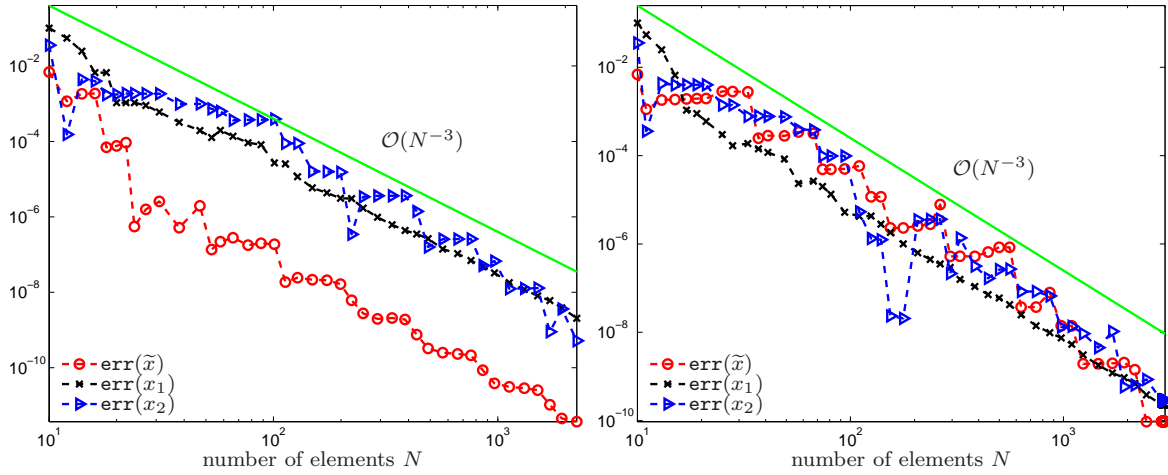 10^{-2}
10^{-4}
10^{-6}
10^{-8}
10^{-10}
10^1
10^2
10^3
number of elements N
O(N^{-3})
err(x̃)
err(x_1)
err(x_2)
10^{-2}
10^{-4}
10^{-6}
10^{-8}
10^{-10}
10^1
10^2
10^3
number of elements N
O(N^{-3})
err(x̃)
err(x_1)
err(x_2)